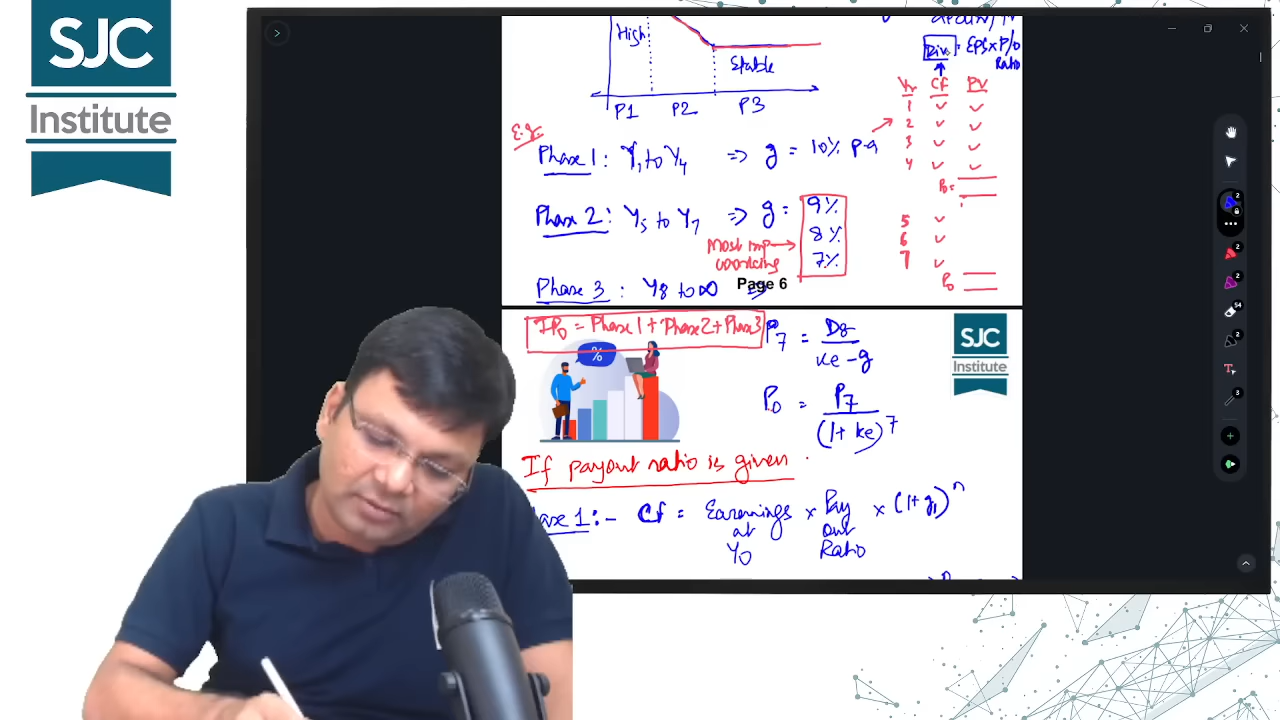 SJC
Institute
High
Stable
P1 P2 P3
Div = EPS x P/O
Ratio
Yr CF PV
1 ✓ ✓
2 ✓ ✓
3 ✓ ✓
4 ✓ ✓
P0 =
5 ✓
6 ✓
7 ✓
P0
E.g.
Phase 1 : Y1 to Y4 => g = 10% p.a
Phase 2 : Y5 to Y7 => g = 9%
8%
7%
Most imp
working
Phase 3 : Y8 to ∞ =>
Page 6
IP0 = Phase 1 + Phase 2 + Phase 3
%
P7 = D8 / ke - g
P0 = P7 / (1 + ke)^7
SJC
Institute
If payout ratio is given
Phase 1 :- CF = Earnings at Y0 x Pay out Ratio x (1+g1)^n